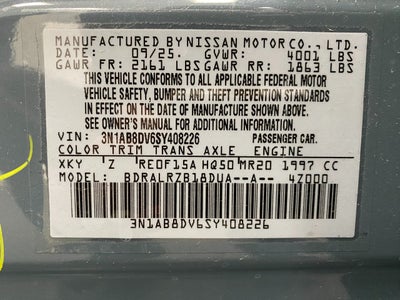 MANUFACTURED BY NISSAN MOTOR CO., LTD.
DATE: 09/25. GVWR: 4001 LBS
GAWR FR: 2161 LBS GAWR RR: 1863 LBS
THIS VEHICLE CONFORMS TO ALL APPLICABLE FEDERAL MOTOR
VEHICLE SAFETY, BUMPER AND THEFT PREVENTION STANDARDS
IN EFFECT ON THE DATE OF MANUFACTURE SHOWN ABOVE.
SEE OWNER'S MANUAL FOR ADDITIONAL INFORMATION.
VIN: 3N1AB8DV6SY408226 PASSENGER CAR.
COLOR TRIM TRANS AXLE ENGINE
XKY Z RE0F15A HQ50 MR20 1997 CC
MODEL: BDRALRZB18DUA--A-- 47000
3N1AB8DV6SY408226